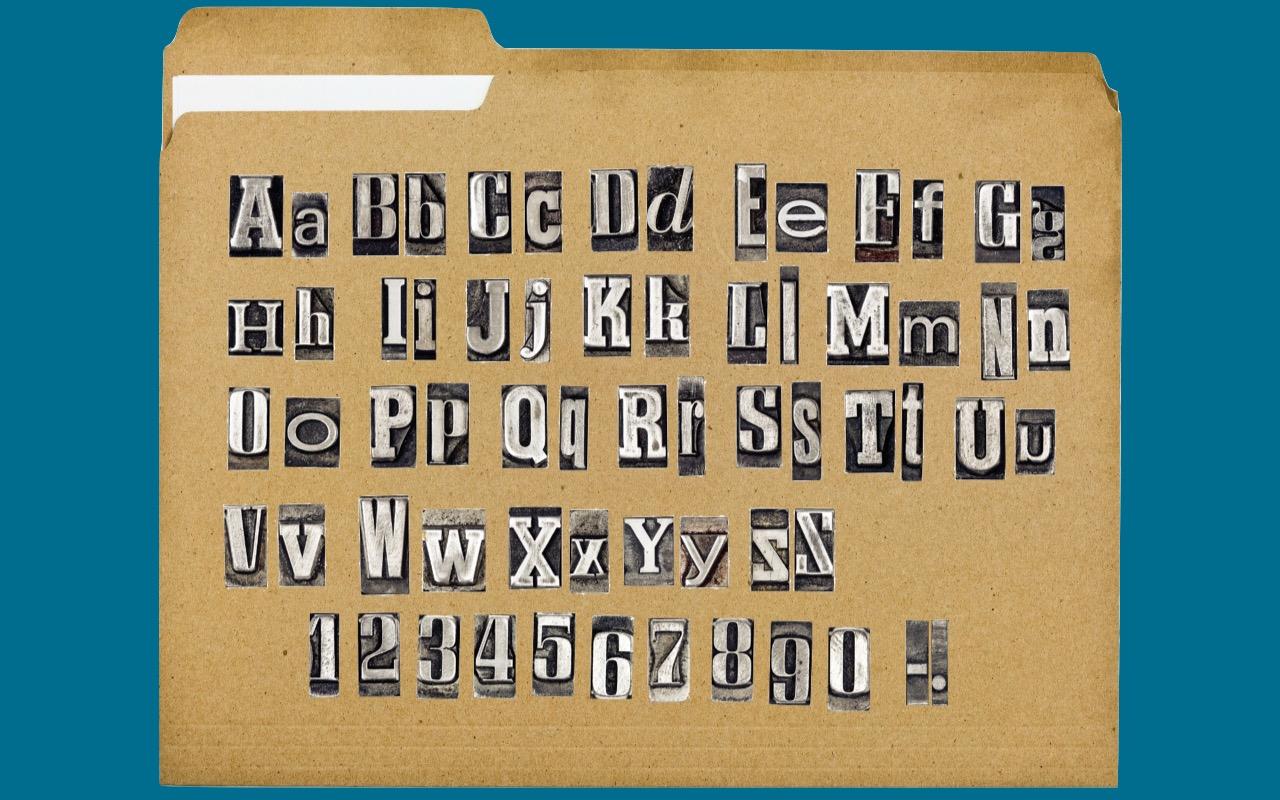 Aa Bb Cc Dd Ee Ff Gg
Hh Ii Jj Kk Ll Mm Nn
Oo Pp Qq Rr Ss Tt Uu
Vv Ww Xx Yy zZ
1 2 3 4 5 6 7 8 9 0 -!